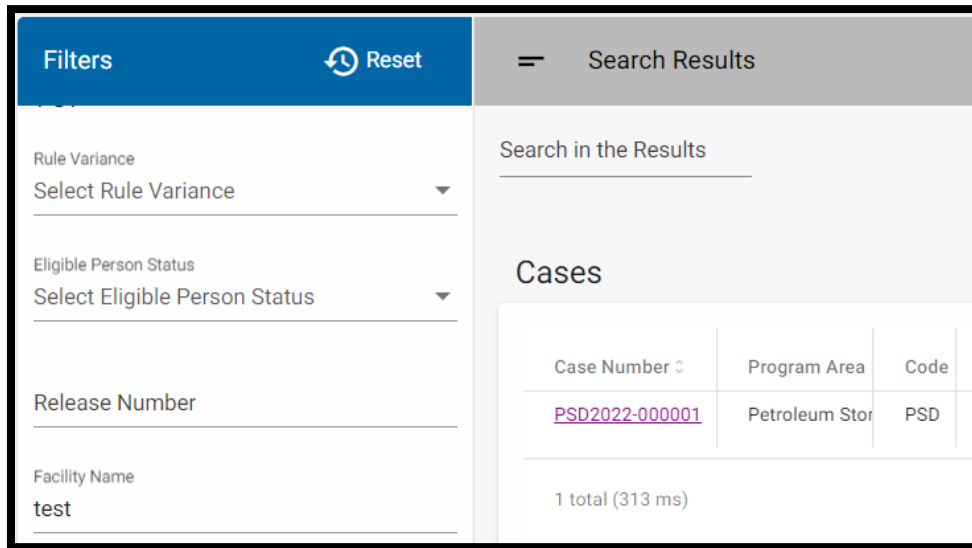 Filters
Reset
Search Results
Rule Variance
Select Rule Variance
Eligible Person Status
Select Eligible Person Status
Release Number
Facility Name
test
Search in the Results
Cases
Case Number Program Area Code
PSD2022-000001 Petroleum Stor PSD
1 total (313 ms)